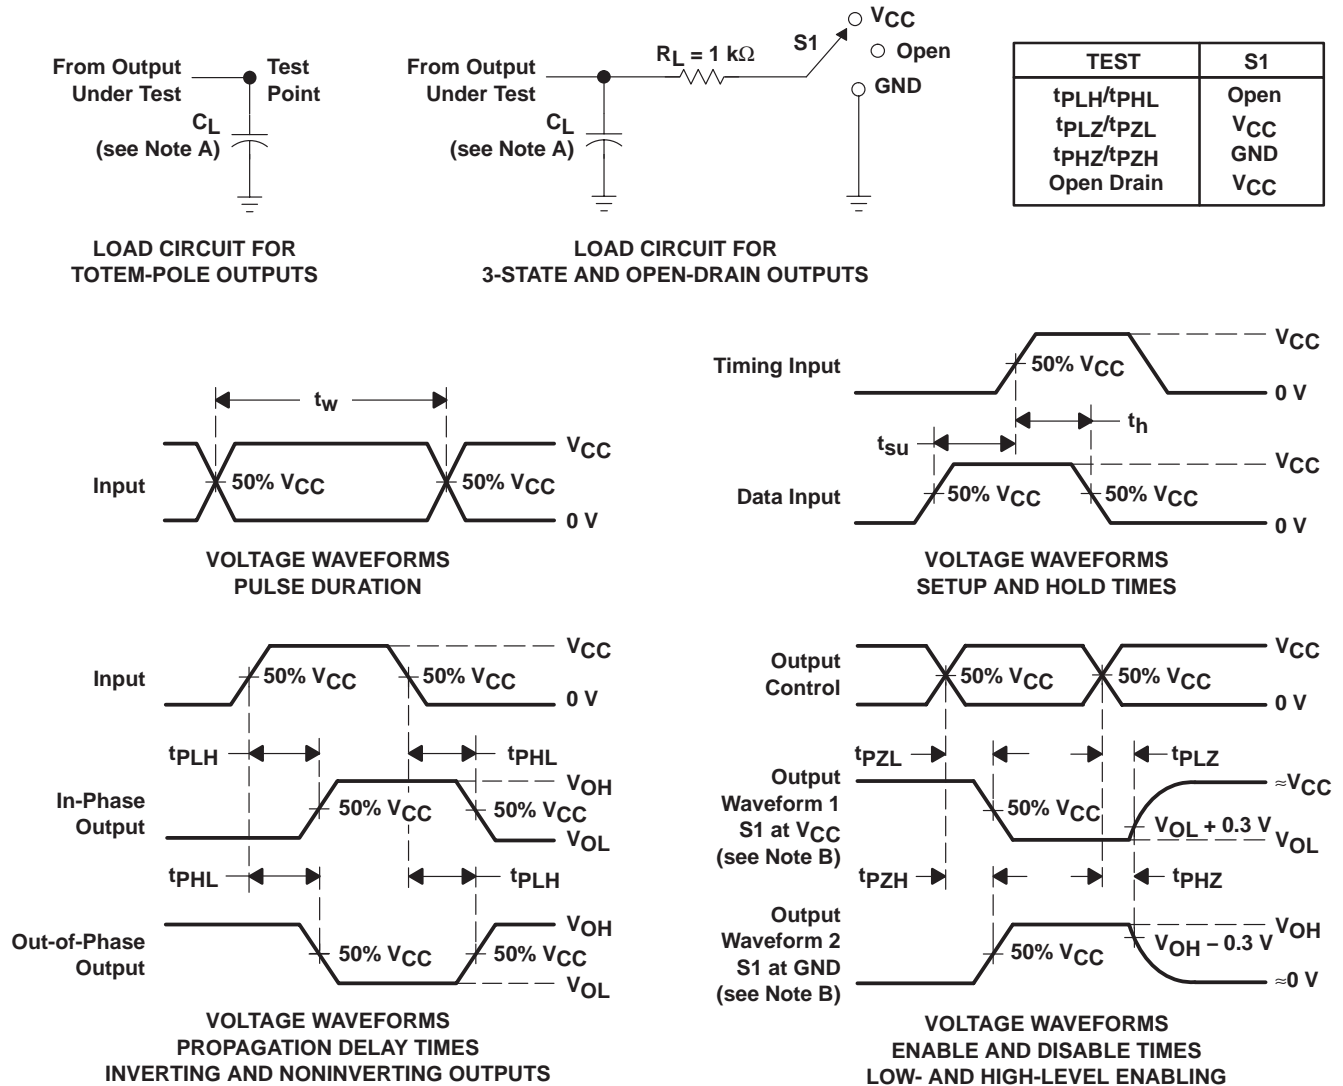 From Output
Under Test
Test
Point
CL
(see Note A)
LOAD CIRCUIT FOR
TOTEM-POLE OUTPUTS
From Output
Under Test
RL = 1 kΩ
S1
VCC
Open
GND
CL
(see Note A)
LOAD CIRCUIT FOR
3-STATE AND OPEN-DRAIN OUTPUTS
TEST S1
tPLH/tPHL Open
tPLZ/tPZL VCC
tPHZ/tPZH GND
Open Drain VCC
tw
Input
50% VCC
50% VCC
VCC
0 V
VOLTAGE WAVEFORMS
PULSE DURATION
Timing Input
50% VCC
VCC
0 V
tsu
th
Data Input
50% VCC
50% VCC
VCC
0 V
VOLTAGE WAVEFORMS
SETUP AND HOLD TIMES
Input
50% VCC
50% VCC
VCC
0 V
tPLH
tPHL
In-Phase
Output
50% VCC
50% VCC
VOH
VOL
tPHL
tPLH
Out-of-Phase
Output
50% VCC
50% VCC
VOH
VOL
VOLTAGE WAVEFORMS
PROPAGATION DELAY TIMES
INVERTING AND NONINVERTING OUTPUTS
Output
Control
50% VCC
50% VCC
VCC
0 V
tPZL
tPLZ
Output
Waveform 1
S1 at VCC
(see Note B)
50% VCC
VOL + 0.3 V
≈VCC
VOL
tPZH
tPHZ
Output
Waveform 2
S1 at GND
(see Note B)
50% VCC
VOH − 0.3 V
VOH
≈0 V
VOLTAGE WAVEFORMS
ENABLE AND DISABLE TIMES
LOW- AND HIGH-LEVEL ENABLING